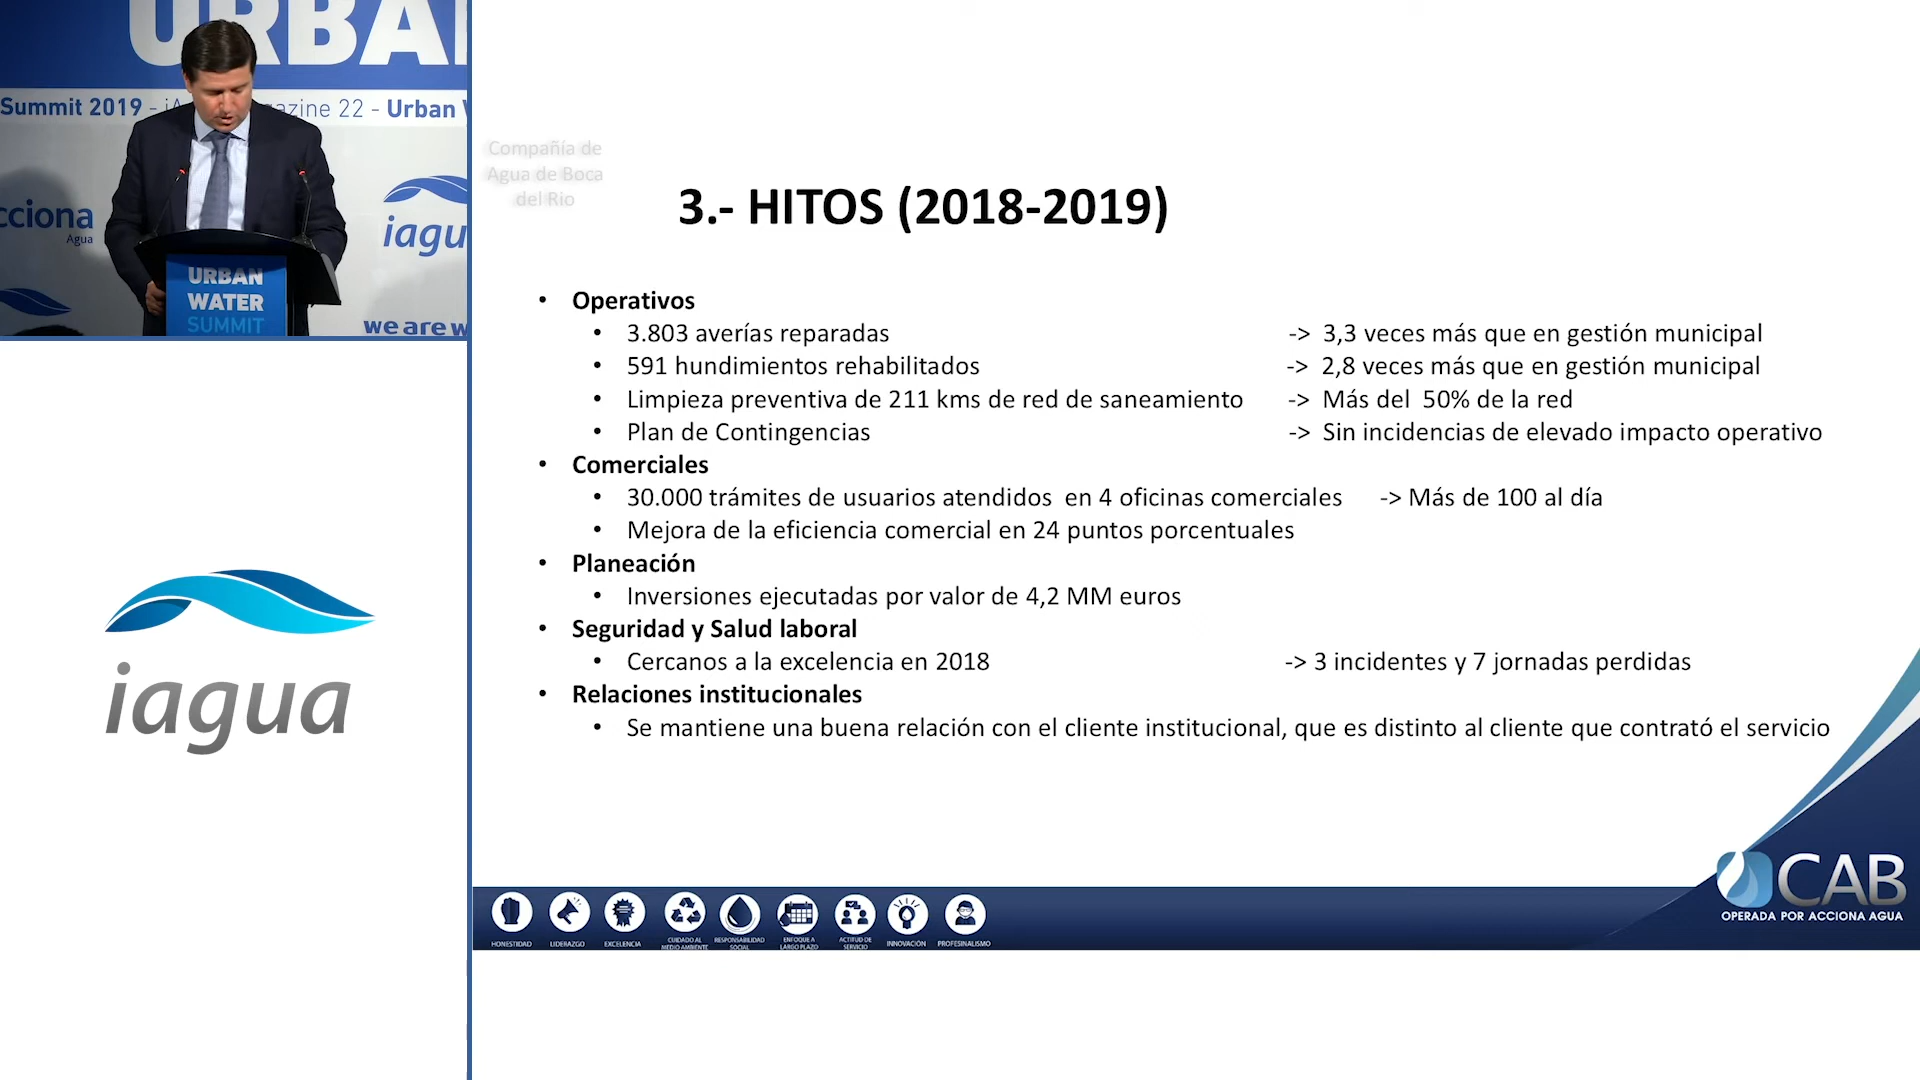 URBA
Summit 2019 - iA
azine 22 - Urban
cciona
Agua
iagu
we are w
URBAN
WATER
SUMMIT
iagua
Compañía de
Agua de Boca
del Rio
3.- HITOS (2018-2019)
• Operativos
• 3.803 averías reparadas -> 3,3 veces más que en gestión municipal
• 591 hundimientos rehabilitados -> 2,8 veces más que en gestión municipal
• Limpieza preventiva de 211 kms de red de saneamiento -> Más del 50% de la red
• Plan de Contingencias -> Sin incidencias de elevado impacto operativo
• Comerciales
• 30.000 trámites de usuarios atendidos en 4 oficinas comerciales -> Más de 100 al día
• Mejora de la eficiencia comercial en 24 puntos porcentuales
• Planeación
• Inversiones ejecutadas por valor de 4,2 MM euros
• Seguridad y Salud laboral
• Cercanos a la excelencia en 2018 -> 3 incidentes y 7 jornadas perdidas
• Relaciones institucionales
• Se mantiene una buena relación con el cliente institucional, que es distinto al cliente que contrató el servicio
CAB
OPERADA POR ACCIONA AGUA
HONESTIDAD
LIDERAZGO
EXCELENCIA
CUIDADO AL
MEDIO AMBIENTE
RESPONSABILIDAD
SOCIAL
ENFOQUE A
LARGO PLAZO
ACTITUD DE
SERVICIO
INNOVACIÓN
PROFESINALISMO